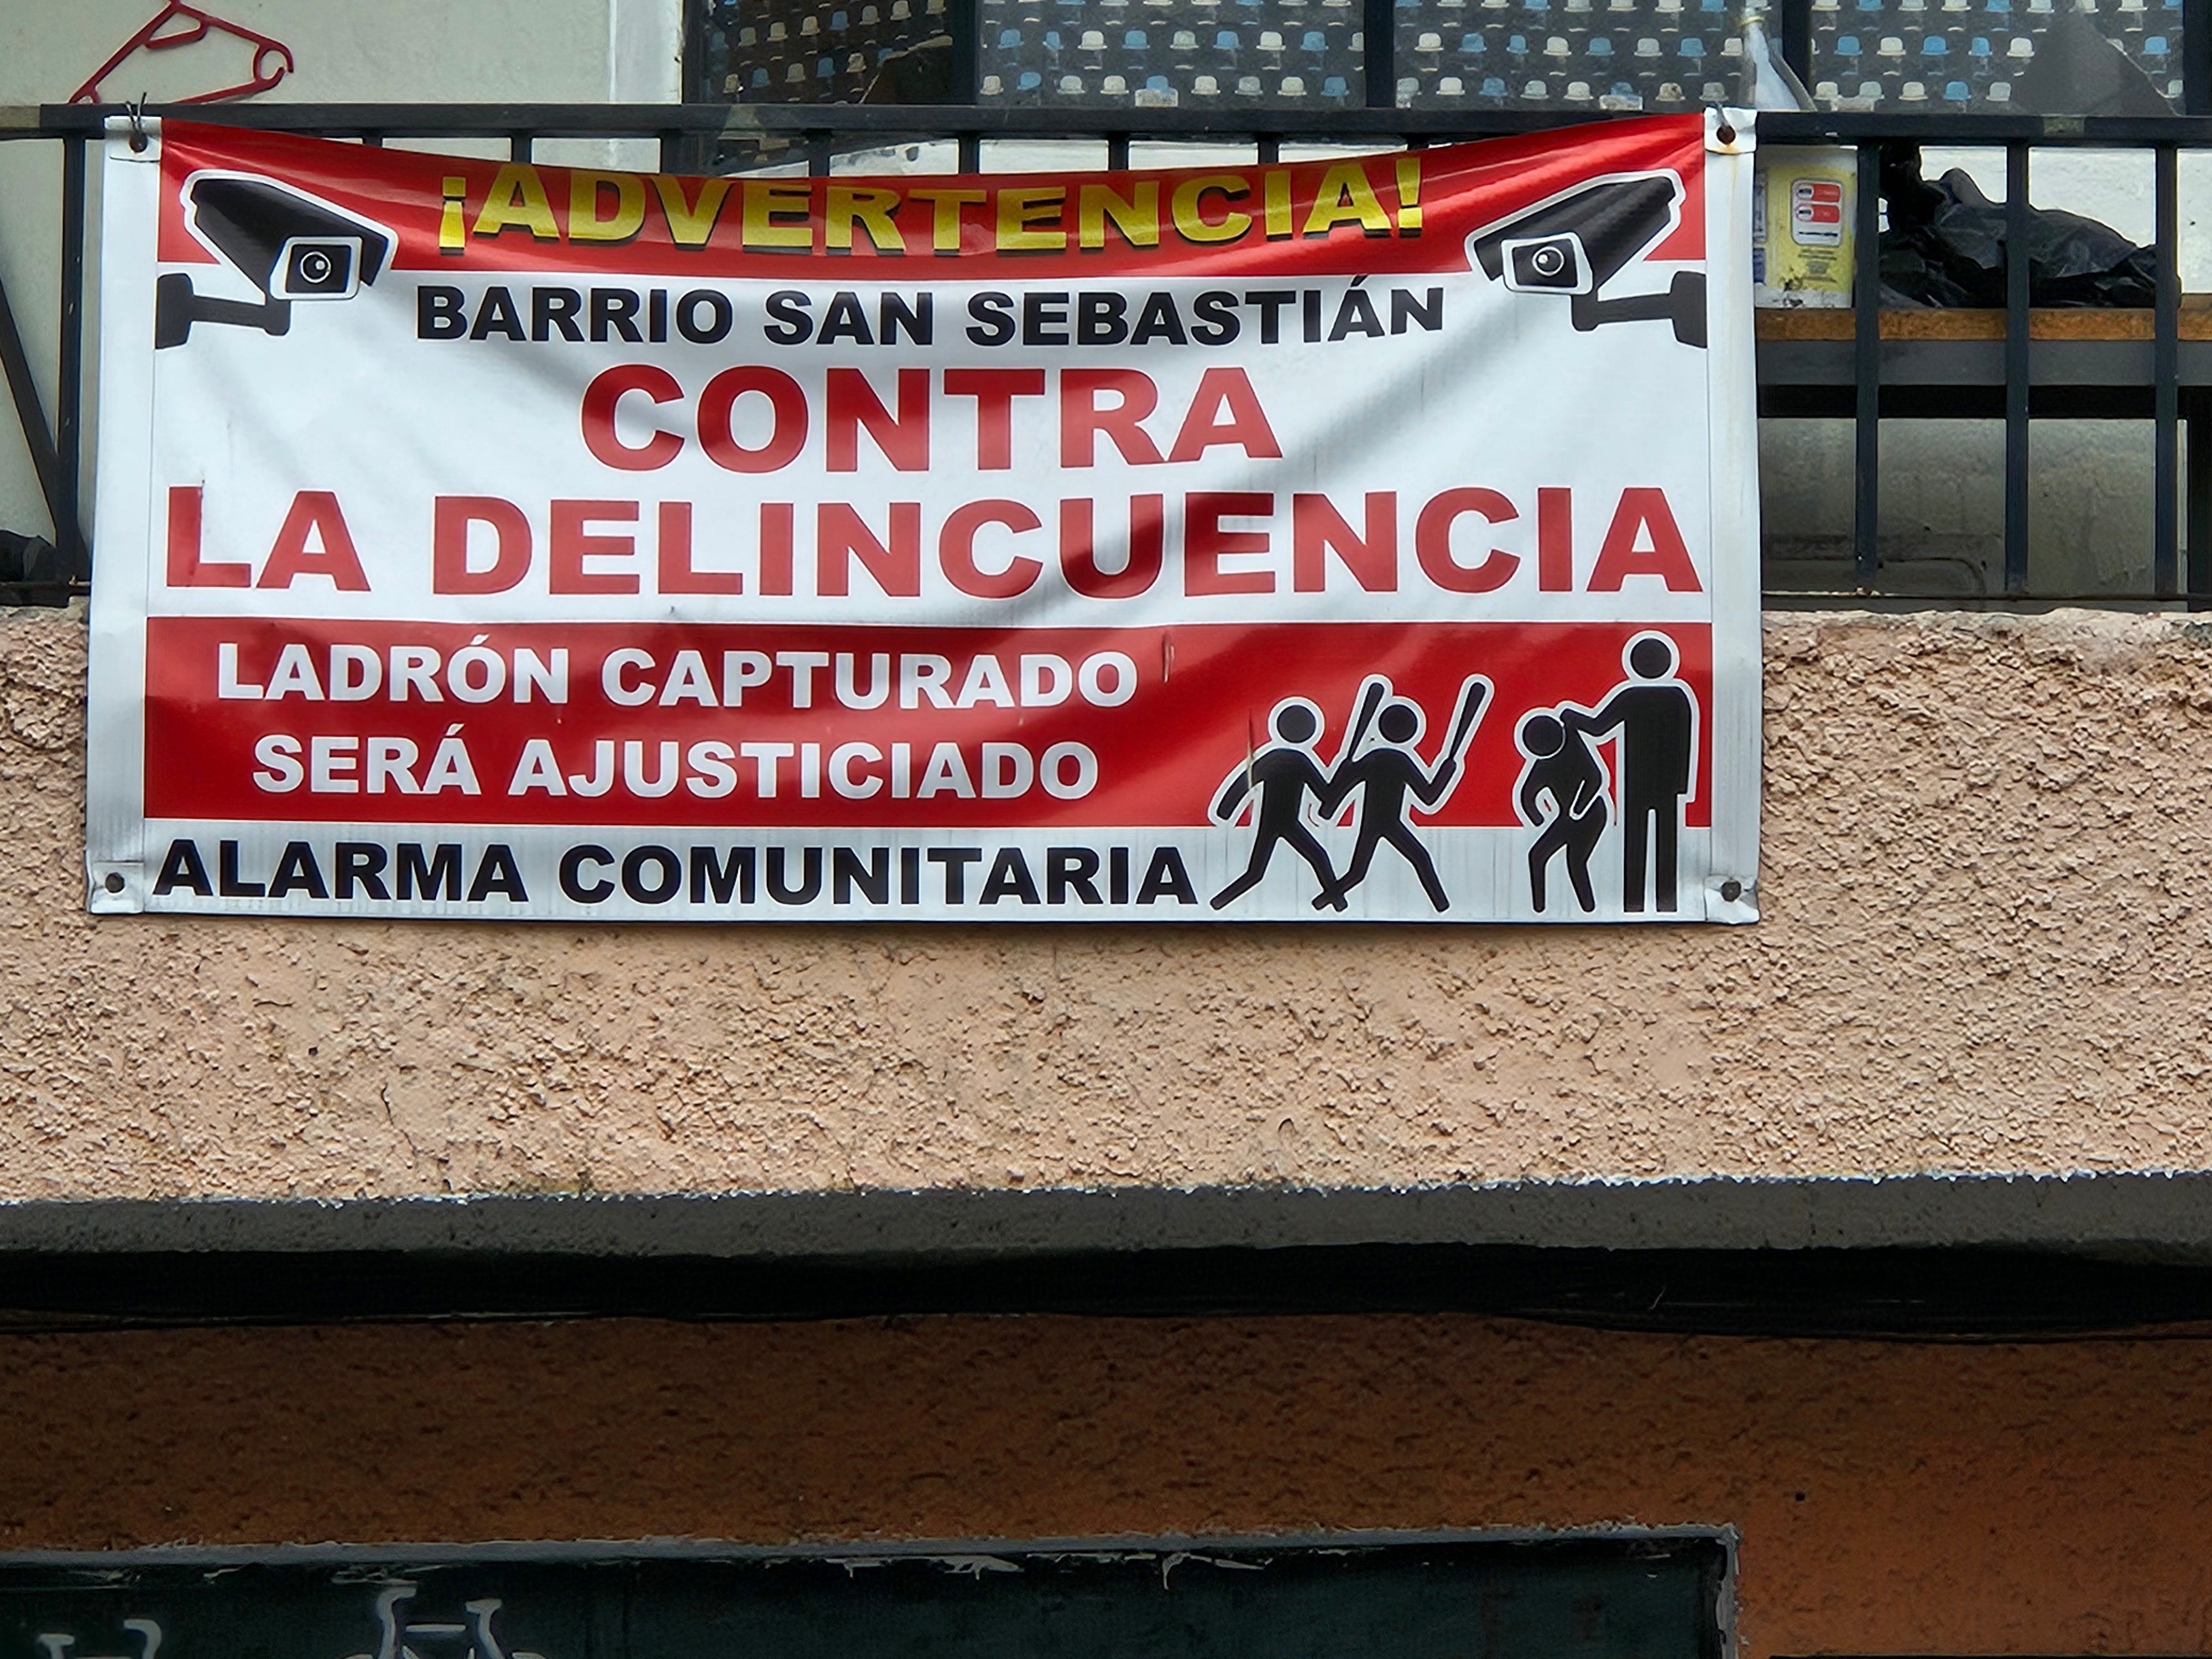 ¡ADVERTENCIA!
BARRIO SAN SEBASTIÁN
CONTRA
LA DELINCUENCIA
LADRÓN CAPTURADO
SERÁ AJUSTICIADO
ALARMA COMUNITARIA